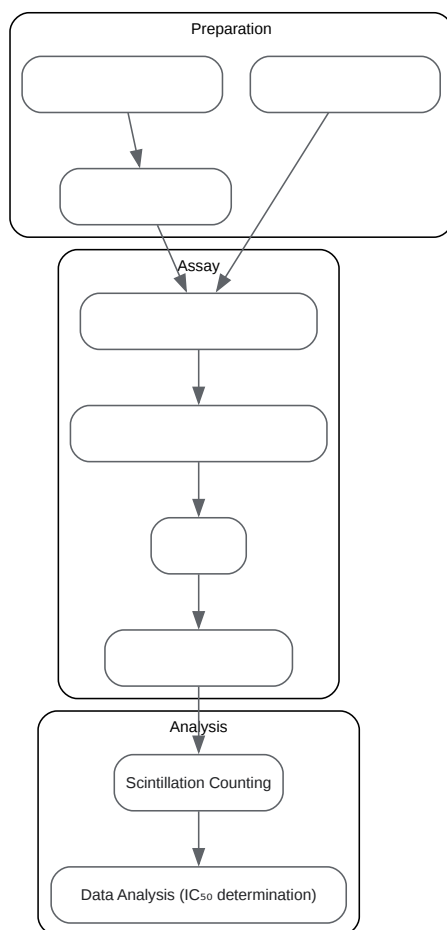 Preparation
Assay
Analysis
Scintillation Counting
Data Analysis (IC₅₀ determination)